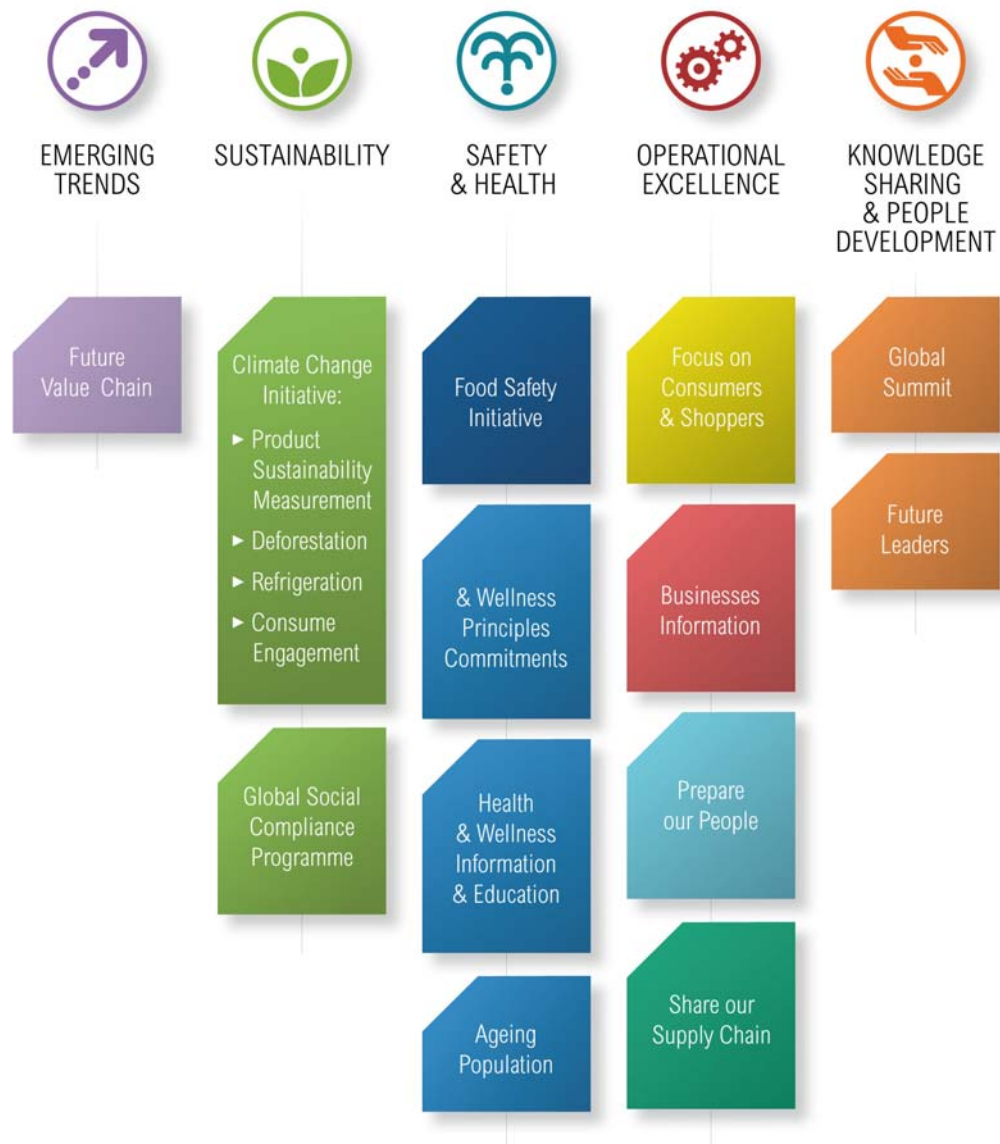 EMERGING
TRENDS
SUSTAINABILITY
SAFETY
& HEALTH
OPERATIONAL
EXCELLENCE
KNOWLEDGE
SHARING
& PEOPLE
DEVELOPMENT
Future
Value Chain
Climate Change
Initiative:
► Product
Sustainability
Measurement
► Deforestation
► Refrigeration
► Consume
Engagement
Global Social
Compliance
Programme
Food Safety
Initiative
& Wellness
Principles
Commitments
Health
& Wellness
Information
& Education
Ageing
Population
Focus on
Consumers
& Shoppers
Businesses
Information
Prepare
our People
Share our
Supply Chain
Global
Summit
Future
Leaders